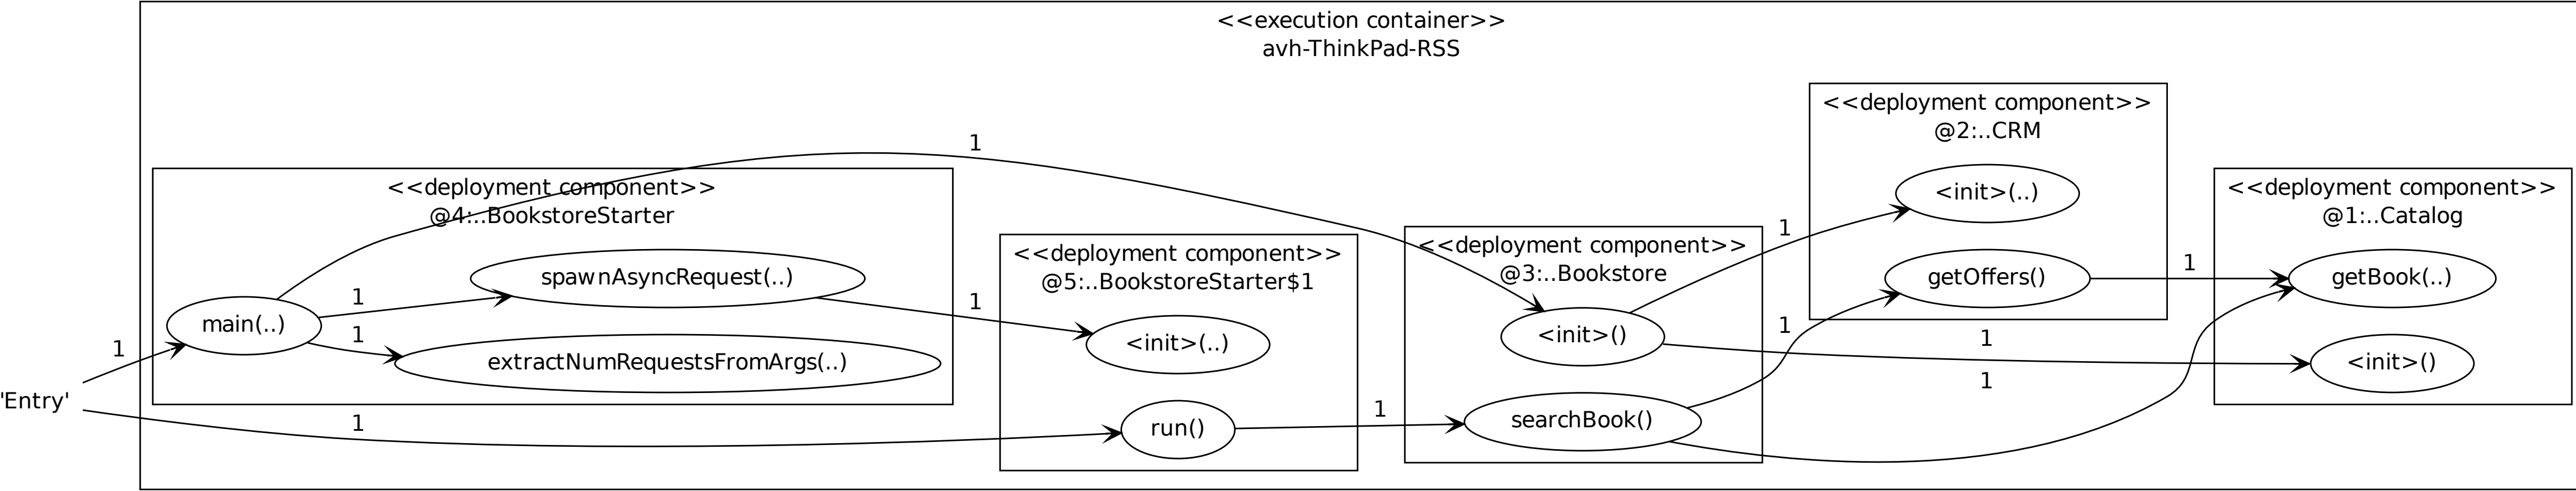 <<execution container>>
avh-ThinkPad-RSS
<<deployment component>>
@2:..CRM
1
<<deployment component>>
@4:..BookstoreStarter
<init>(..)
<<deployment component>>
@1:..Catalog
1
<<deployment component>>
@5:..BookstoreStarter$1
<<deployment component>>
@3:..Bookstore
spawnAsyncRequest(..)
getOffers()
1
getBook(..)
1
1
main(..)
1
1
<init>(..)
<init>()
1
1
extractNumRequestsFromArgs(..)
<init>()
1
'Entry'
1
run()
1
searchBook()
1